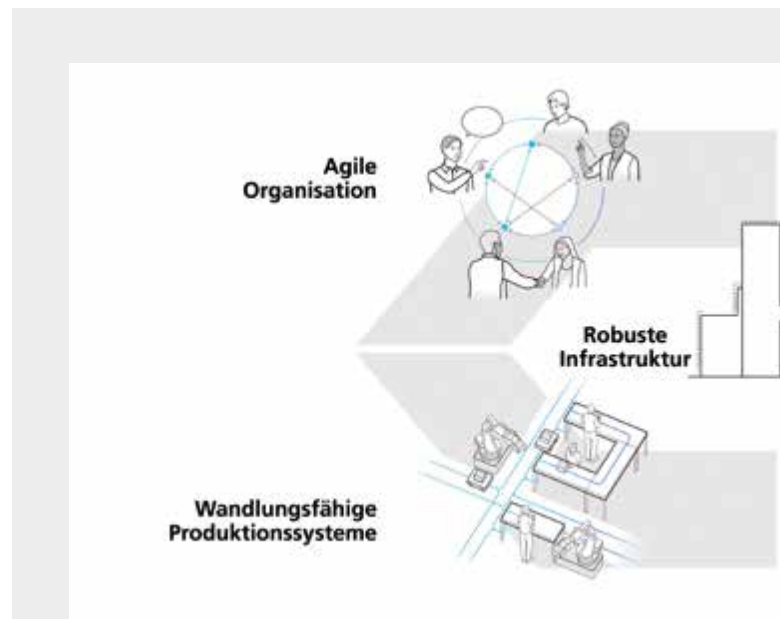 Agile
Organisation
Robuste
Infrastruktur
Wandlungsfähige
Produktionssysteme